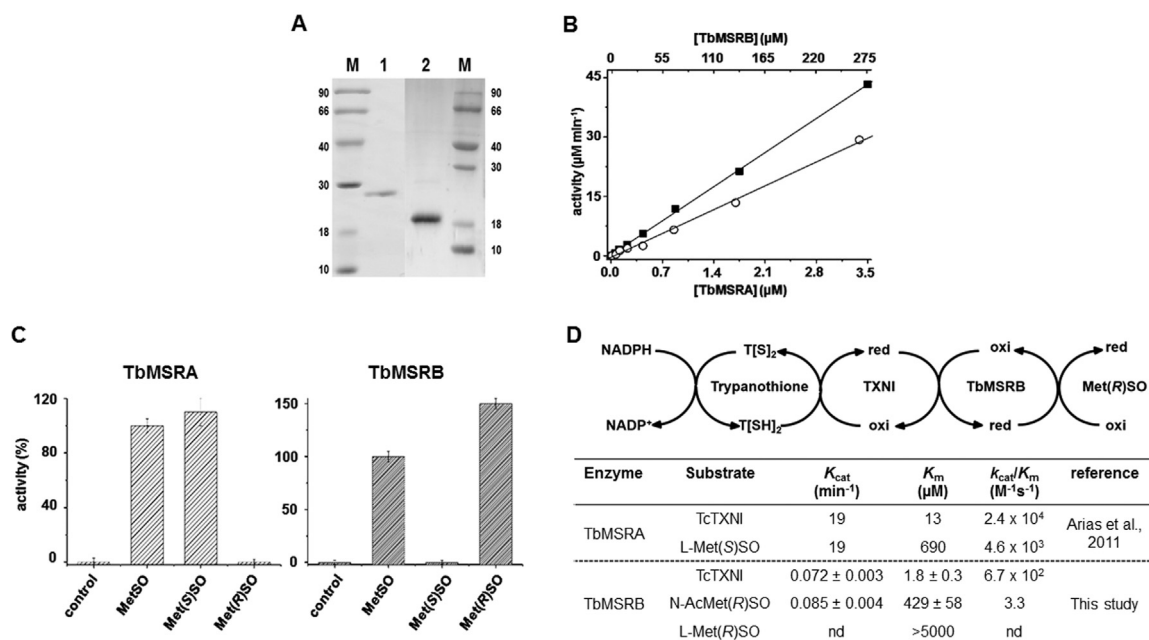 A
M 1 2 M
90
66
40
30
18
10
90
66
40
30
18
10
B
[TbMSRB] (µM)
0 55 110 165 220 275
45
30
15
0
activity (µM min⁻¹)
0.0 0.7 1.4 2.1 2.8 3.5
[TbMSRA] (µM)
C
TbMSRA
120
80
40
0
activity (%)
control MetSO Met(S)SO Met(R)SO
TbMSRB
150
100
50
0
control MetSO Met(S)SO Met(R)SO
D
NADPH T[S]₂ red oxi red
Trypanothione TXNI TbMSRB Met(R)SO
NADP⁺ T[SH]₂ oxi red oxi
Enzyme Substrate Kcat (min⁻¹) Km (µM) kcat/Km (M⁻¹s⁻¹) reference
TbMSRA TcTXNI 19 13 2.4 x 10⁴ Arias et al., 2011
L-Met(S)SO 19 690 4.6 x 10³
TbMSRB TcTXNI 0.072 ± 0.003 1.8 ± 0.3 6.7 x 10² This study
N-AcMet(R)SO 0.085 ± 0.004 429 ± 58 3.3
L-Met(R)SO nd >5000 nd